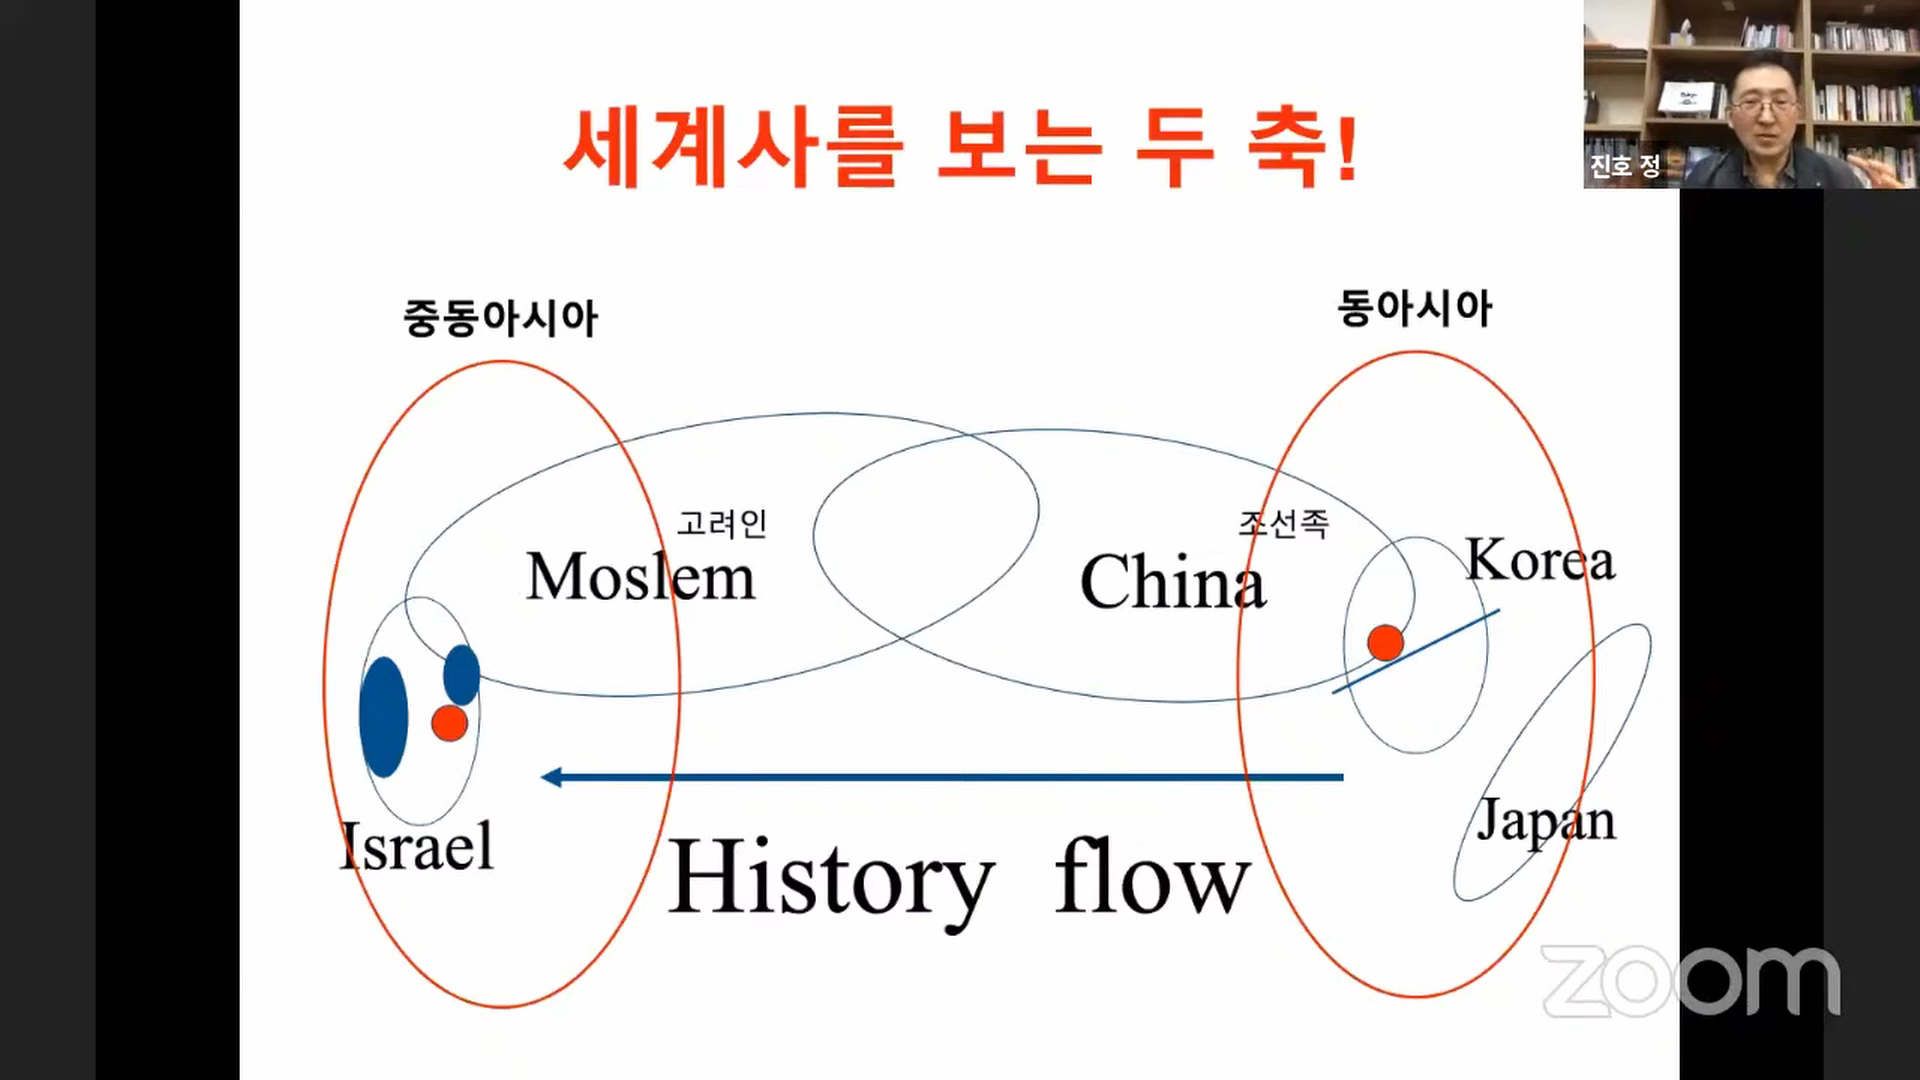 세계사를 보는 두 축!
진호 정
중동아시아
동아시아
고려인
조선족
Moslem
China
Korea
Israel
Japan
History flow
zoom